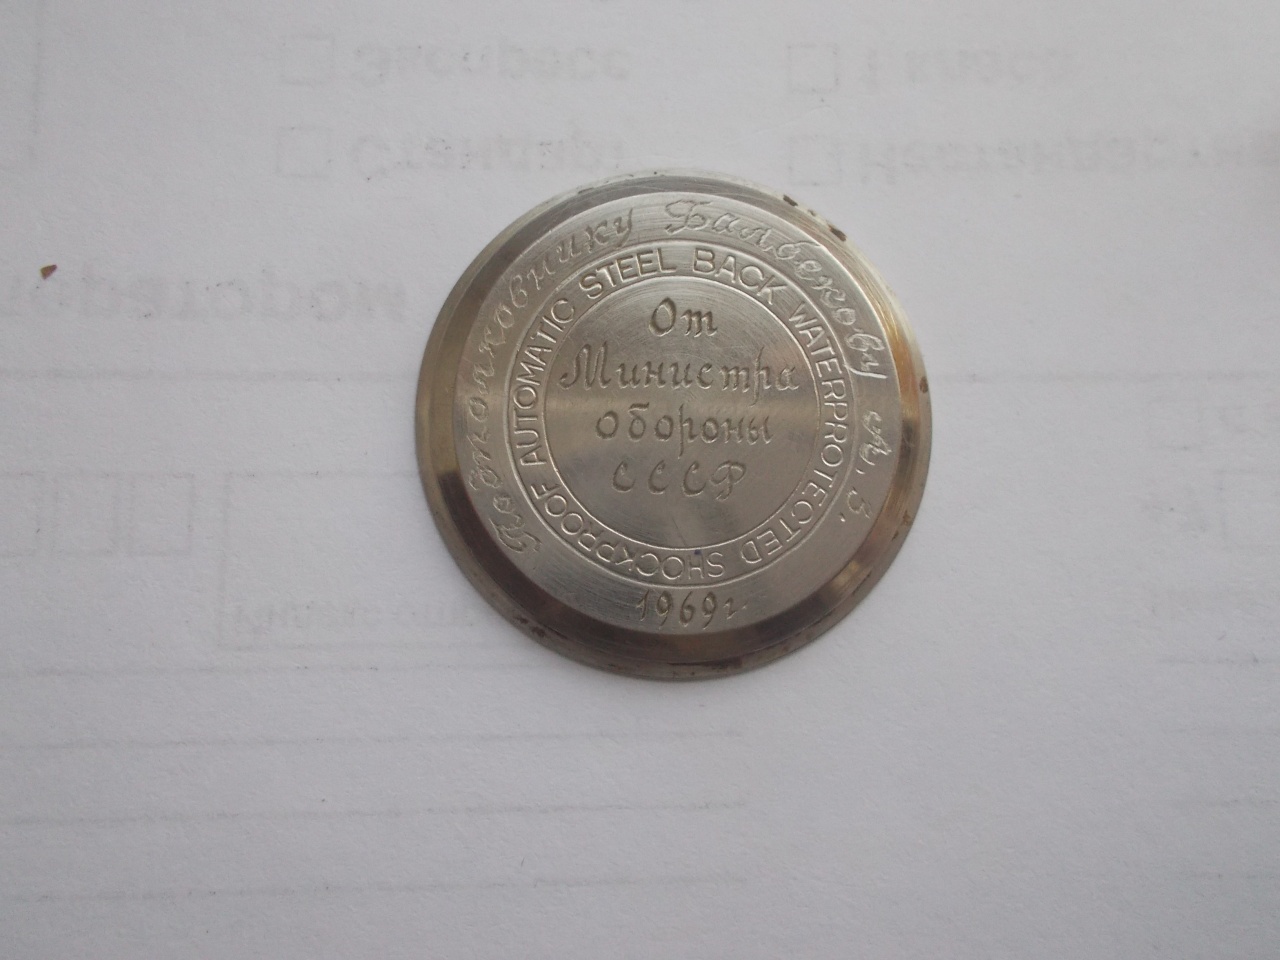 Подполковнику Балбекову А. З.
AUTOMATIC STEEL BACK WATERPROTECTED SHOCKPROOF
От
Министра
обороны
СССР
1969г.